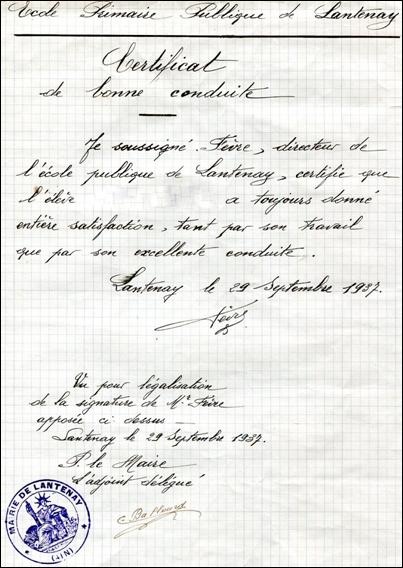 Ecole Primaire Publique de Lantenay
Certificat
de bonne conduite
Je soussigné Fèvre, directeur de
l'école publique de Lantenay, certifie que
l'élève a toujours donné
entière satisfaction, tant par son travail
que par son excellente conduite.
Lantenay le 29 Septembre 1937.
Fèvre
Vu pour légalisation
de la signature de Mr Fèvre
apposée ci dessus —
Lantenay le 29 Septembre 1937.
P. le Maire
L'adjoint délégué
MAIRIE DE LANTENAY
(AIN)